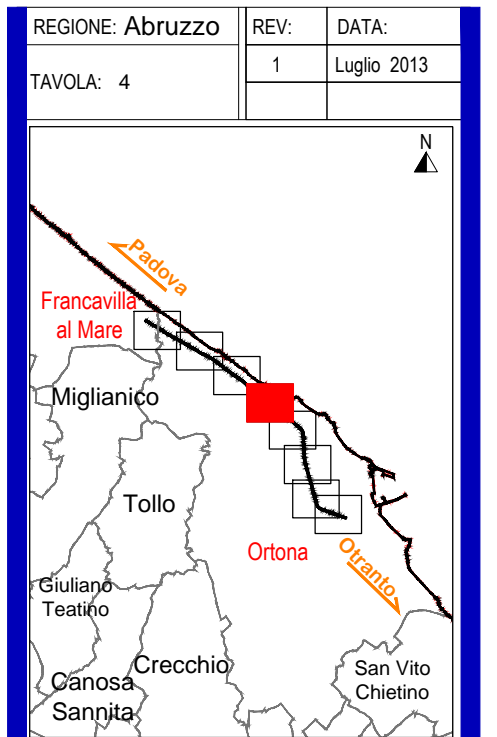 REGIONE: Abruzzo
REV:
DATA:
TAVOLA: 4
1
Luglio 2013
N
Padova
Francavilla
al Mare
Miglianico
Tollo
Ortona
Otranto
Giuliano
Teatino
Crecchio
Canosa
Sannita
San Vito
Chietino